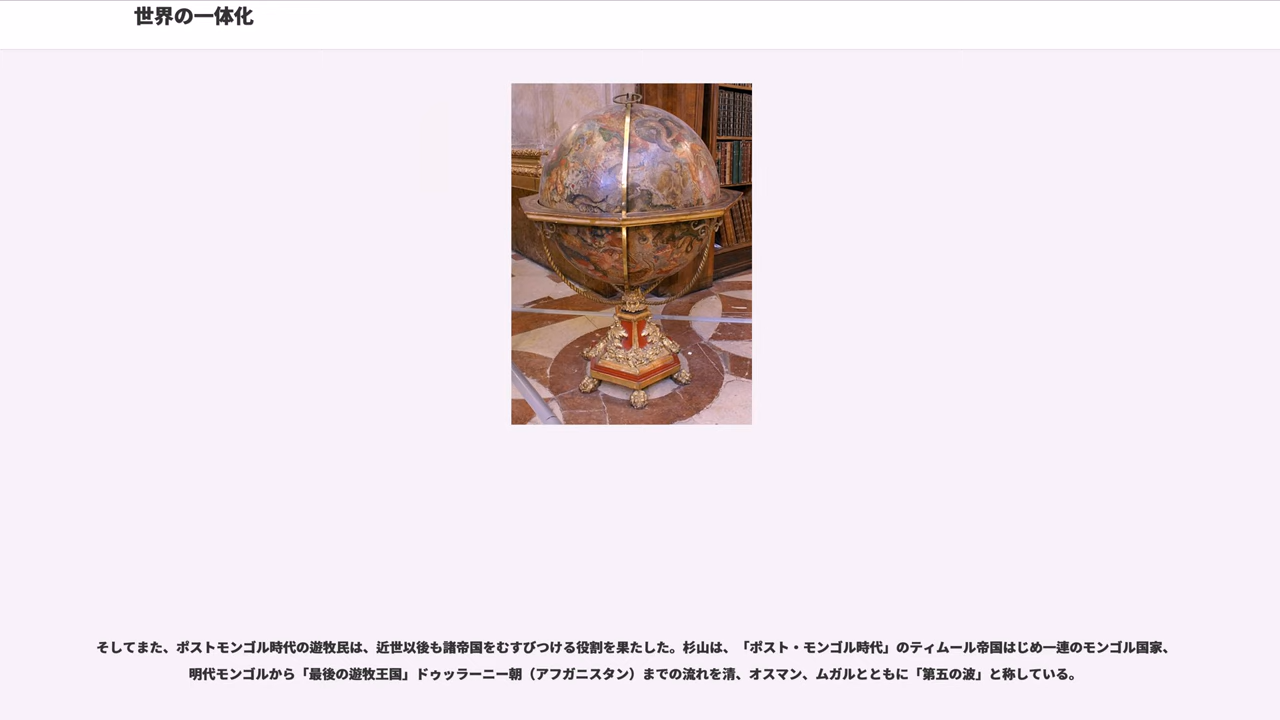 世界の一体化
そしてまた、ポストモンゴル時代の遊牧民は、近世以後も諸帝国をむすびつける役割を果たした。杉山は、「ポスト・モンゴル時代」のティムール帝国はじめ一連のモンゴル国家、
明代モンゴルから「最後の遊牧王国」ドゥッラーニー朝（アフガニスタン）までの流れを清、オスマン、ムガルとともに「第五の波」と称している。